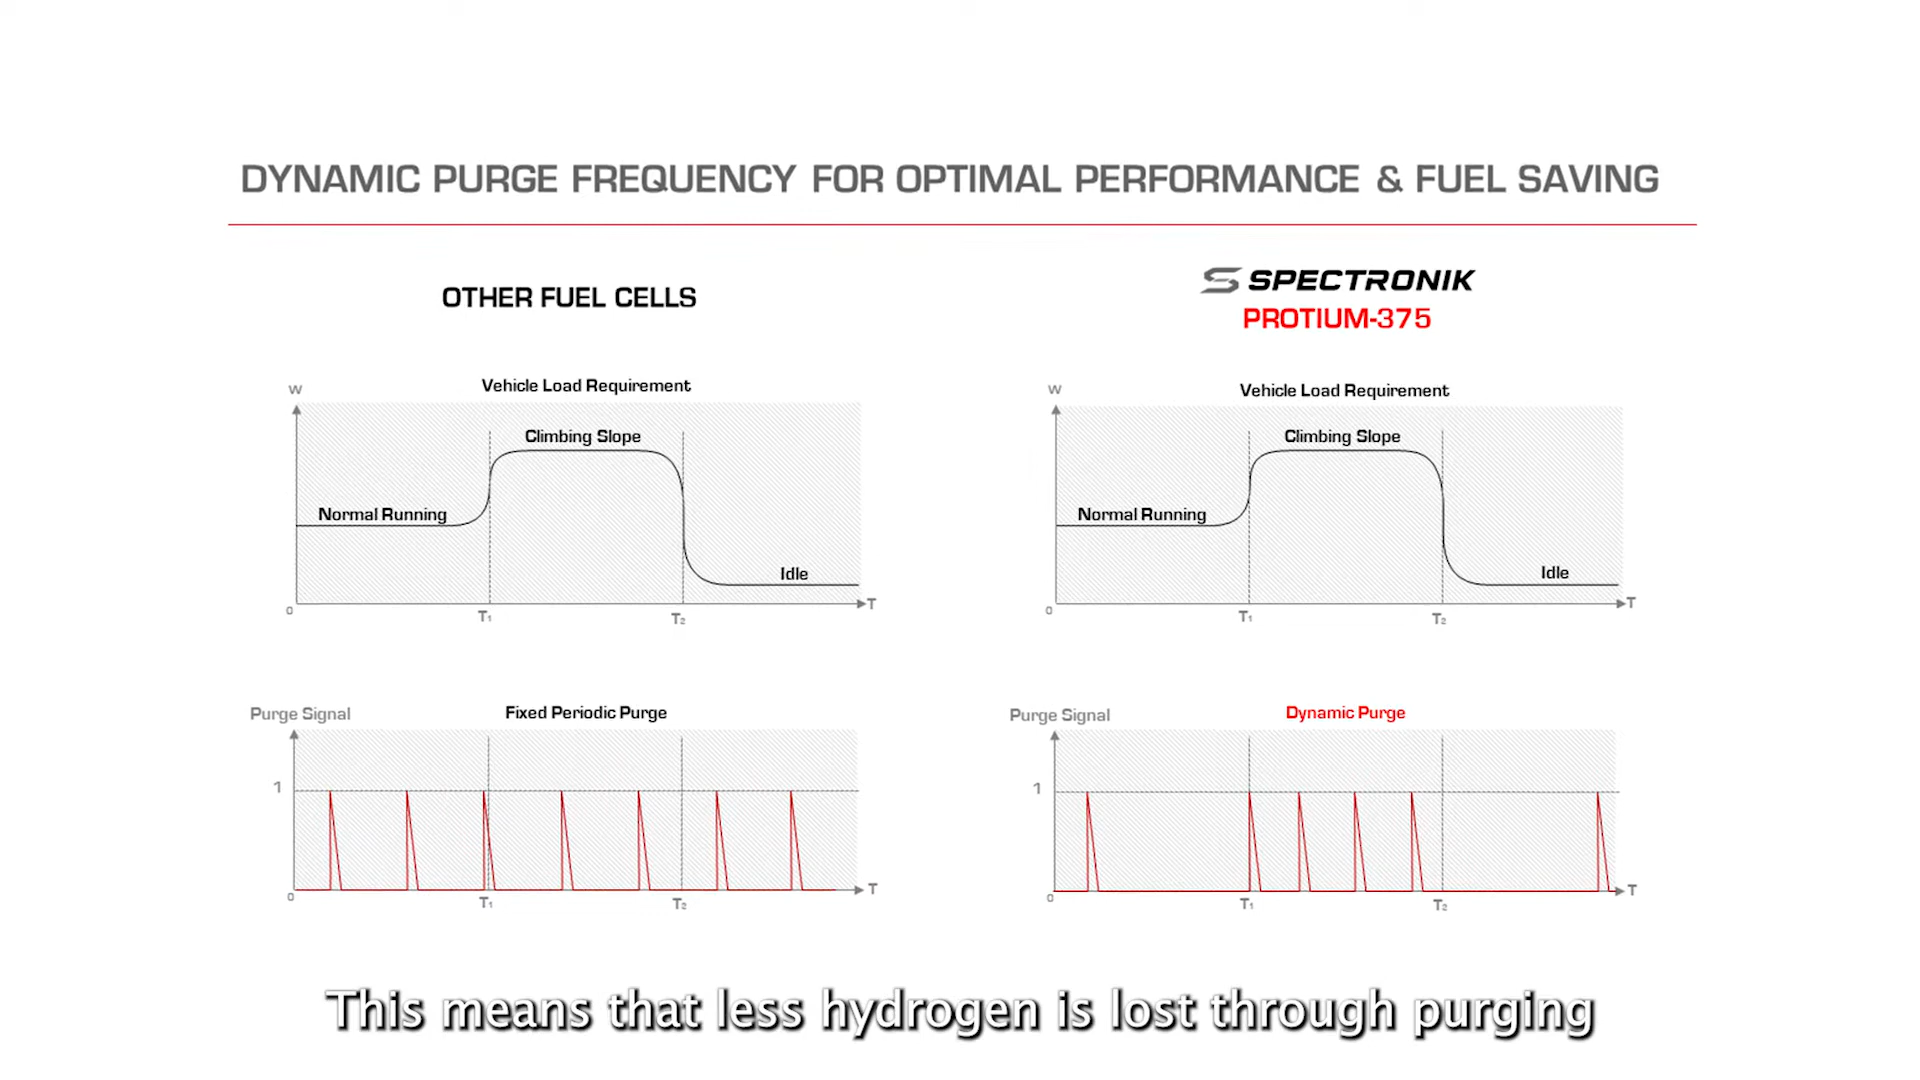 DYNAMIC PURGE FREQUENCY FOR OPTIMAL PERFORMANCE & FUEL SAVING
OTHER FUEL CELLS
SPECTRONIK
PROTIUM-375
W
Vehicle Load Requirement
Climbing Slope
Normal Running
Idle
0
T1
T2
T
W
Vehicle Load Requirement
Climbing Slope
Normal Running
Idle
0
T1
T2
T
Purge Signal
Fixed Periodic Purge
1
0
T1
T2
T
Purge Signal
Dynamic Purge
1
0
T1
T2
T
This means that less hydrogen is lost through purging